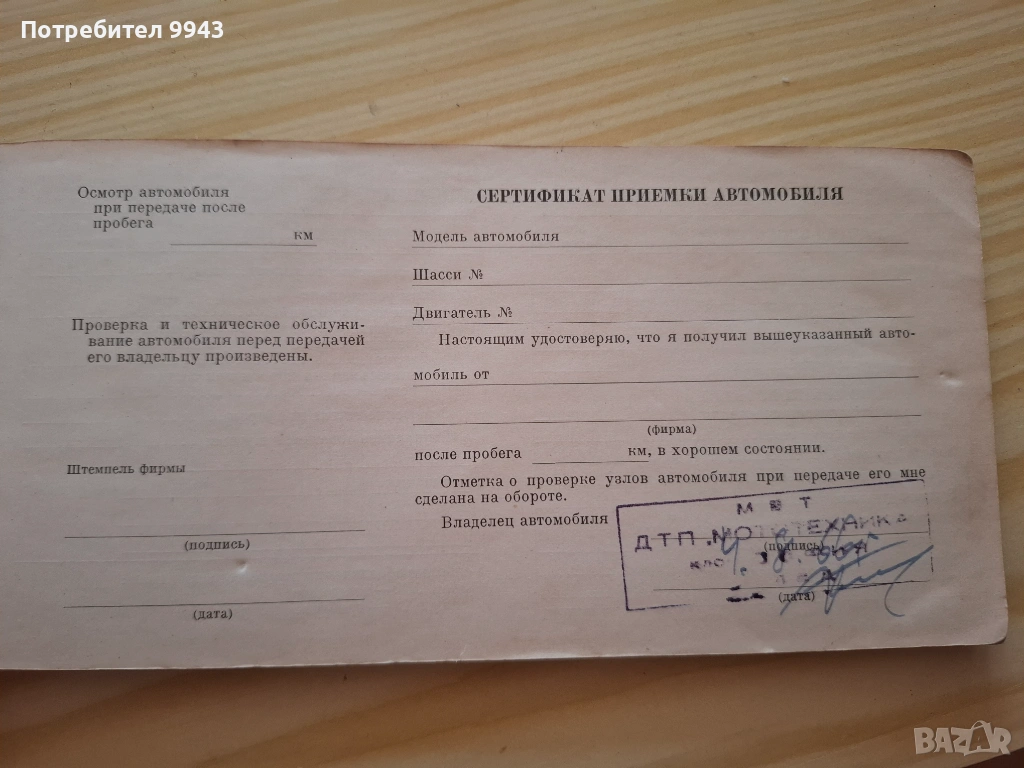 Потребител 9943
Осмотр автомобиля
при передаче после
пробега
км
Проверка и техническое обслужи-
вание автомобиля перед передачей
его владельцу произведены.
Штемпель фирмы
(подпись)
(дата)
СЕРТИФИКАТ ПРИЕМКИ АВТОМОБИЛЯ
Модель автомобиля
Шасси №
Двигатель №
Настоящим удостоверяю, что я получил вышеуказанный авто-
мобиль от
(фирма)
после пробега км, в хорошем состоянии.
Отметка о проверке узлов автомобиля при передаче его мне
сделана на обороте.
Владелец автомобиля
М В Т
ДТП
(подпись)
(дата)
BAZAR